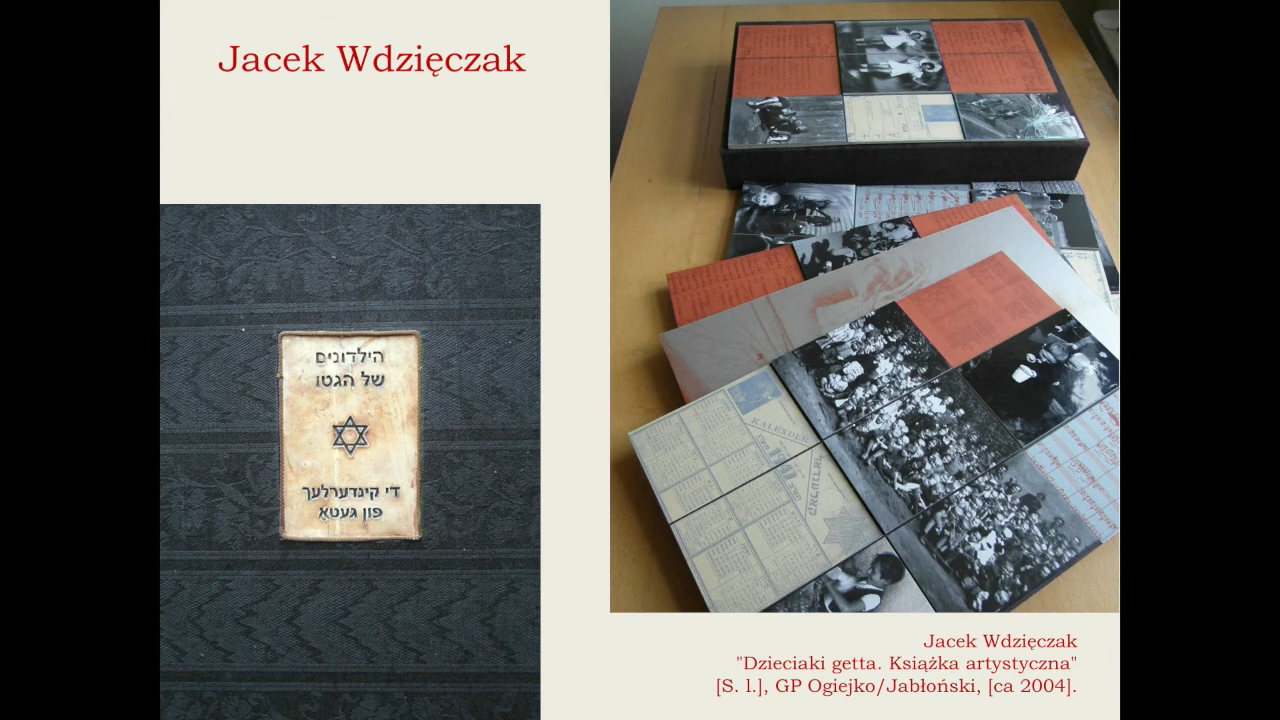 Jacek Wdzięczak
הילדונים
של הגטו
די קינדערלעך
פון געטאָ
KALENDER
Jacek Wdzięczak
"Dzieciaki getta. Książka artystyczna"
[S. l.], GP Ogiejko/Jabłoński, [ca 2004].